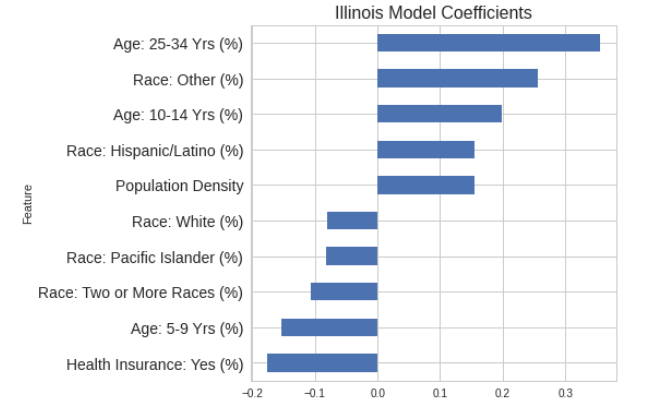 Illinois Model Coefficients
Age: 25-34 Yrs (%)
Race: Other (%)
Age: 10-14 Yrs (%)
Race: Hispanic/Latino (%)
Population Density
Race: White (%)
Race: Pacific Islander (%)
Race: Two or More Races (%)
Age: 5-9 Yrs (%)
Health Insurance: Yes (%)
Feature
−0.2 −0.1 0.0 0.1 0.2 0.3